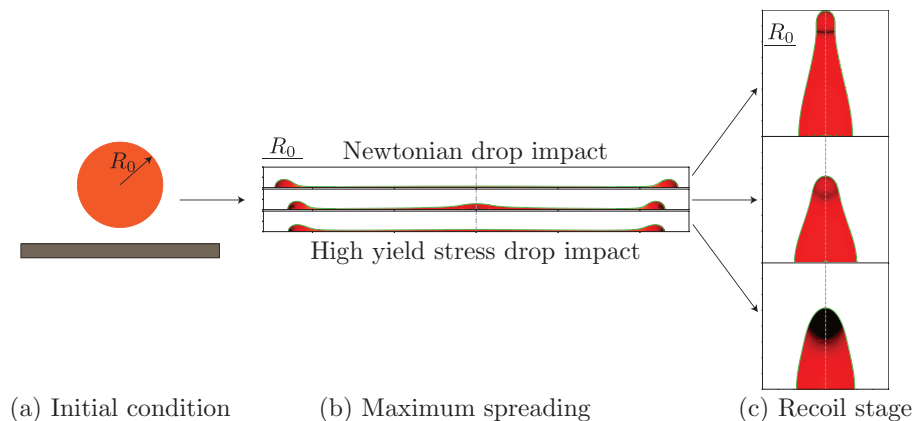 R₀
R₀
Newtonian drop impact
High yield stress drop impact
R₀
(a) Initial condition
(b) Maximum spreading
(c) Recoil stage